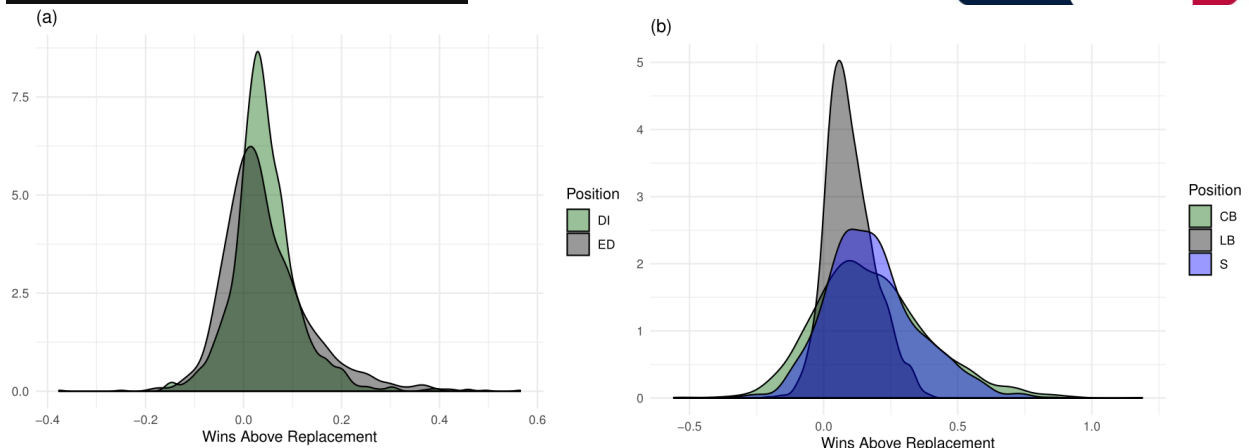 (a)
7.5
5.0
2.5
0.0
−0.4 −0.2 0.0 0.2 0.4 0.6
Wins Above Replacement
Position
DI
ED
(b)
5
4
3
2
1
0
−0.5 0.0 0.5 1.0
Wins Above Replacement
Position
CB
LB
S